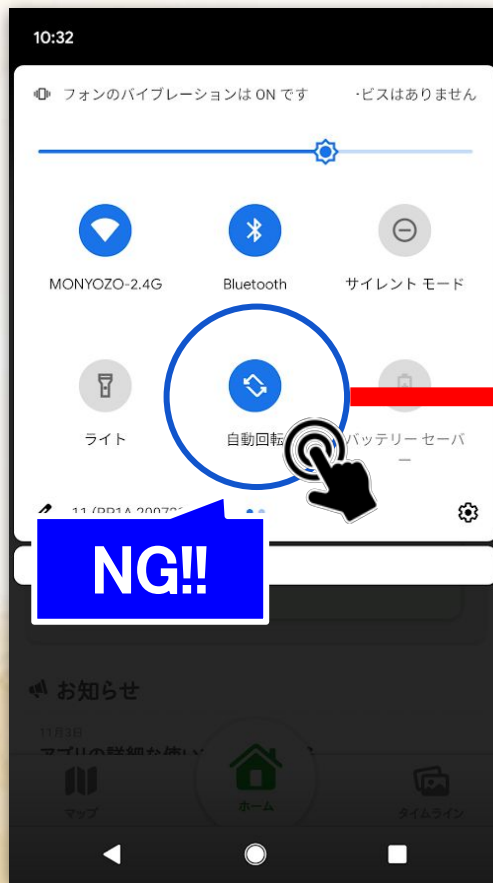 10:32
フォンのバイブレーションは ON です
･ビスはありません
MONYOZO-2.4G
Bluetooth
サイレント モード
ライト
自動回転
バッテリー セーバ
ー
NG!!
お知らせ
11月3日
マップ
ホーム
タイムライン